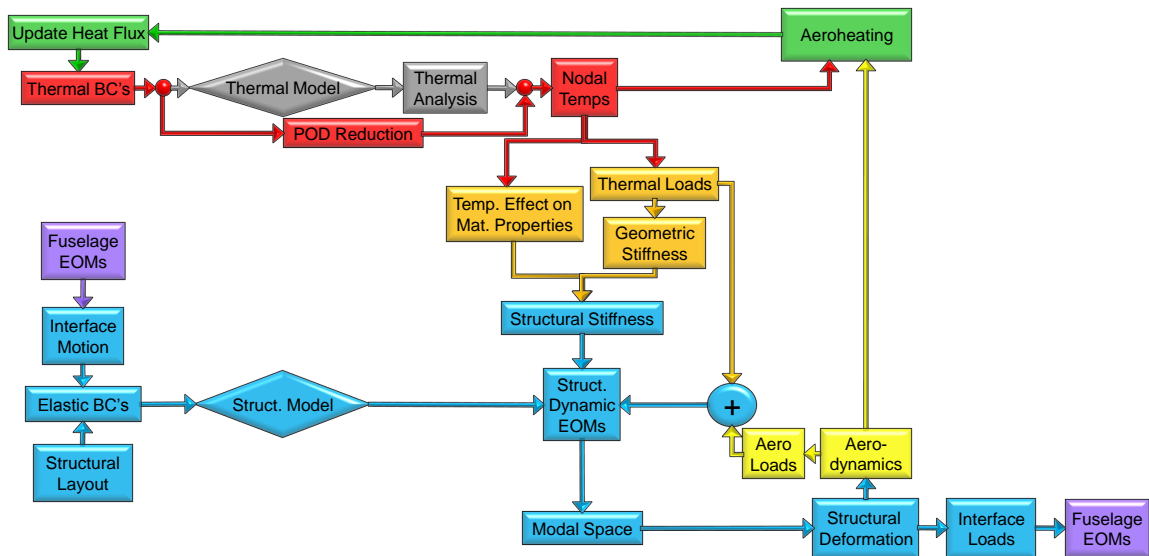 Update Heat Flux
Aeroheating
Thermal BC's
Thermal Model
Thermal
Analysis
Nodal
Temps
POD Reduction
Thermal Loads
Temp. Effect on
Mat. Properties
Geometric
Stiffness
Fuselage
EOMs
Structural Stiffness
Interface
Motion
Elastic BC's
Struct. Model
Struct.
Dynamic
EOMs
+
Aero
Loads
Aero-
dynamics
Structural
Layout
Modal Space
Structural
Deformation
Interface
Loads
Fuselage
EOMs